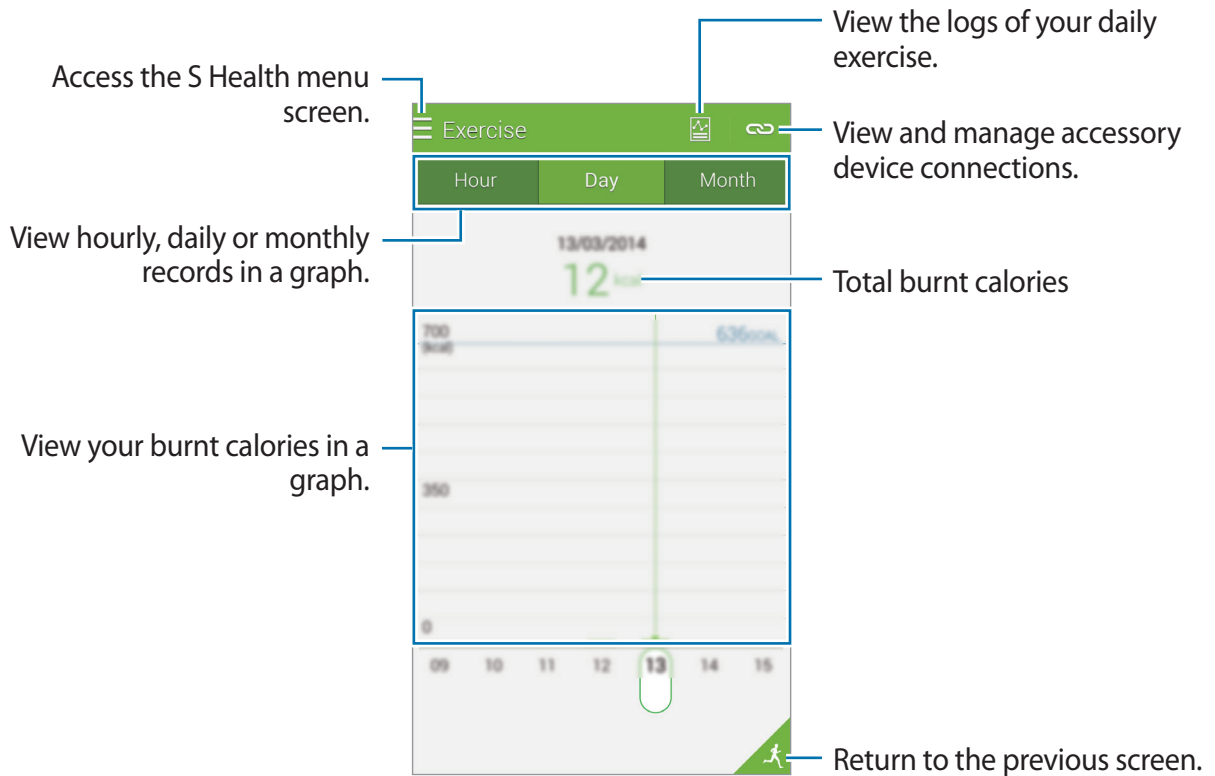 View the logs of your daily
exercise.
Access the S Health menu
screen.
Exercise
View and manage accessory
device connections.
Hour Day Month
View hourly, daily or monthly
records in a graph.
13/03/2014
12 kcal
Total burnt calories
700
(kcal)
636GOAL
View your burnt calories in a
graph.
350
0
09 10 11 12 13 14 15
Return to the previous screen.